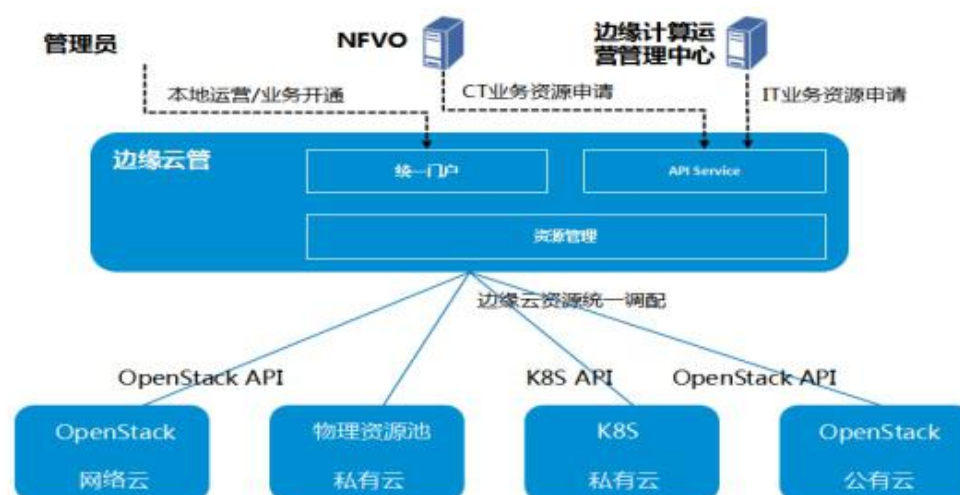 管理员
NFVO
边缘计算运
营管理中心
本地运营/业务开通
CT业务资源申请
IT业务资源申请
边缘云管
统一门户
API Service
资源管理
边缘云资源统一调配
OpenStack API
K8S API
OpenStack API
OpenStack
网络云
物理资源池
私有云
K8S
私有云
OpenStack
公有云